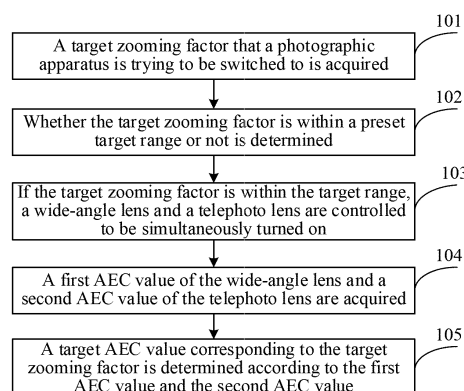 101
A target zooming factor that a photographic
apparatus is trying to be switched to is acquired
102
Whether the target zooming factor is within a preset
target range or not is determined
103
If the target zooming factor is within the target range,
a wide-angle lens and a telephoto lens are controlled
to be simultaneously turned on
104
A first AEC value of the wide-angle lens and a
second AEC value of the telephoto lens are acquired
105
A target AEC value corresponding to the target
zooming factor is determined according to the first
AEC value and the second AEC value